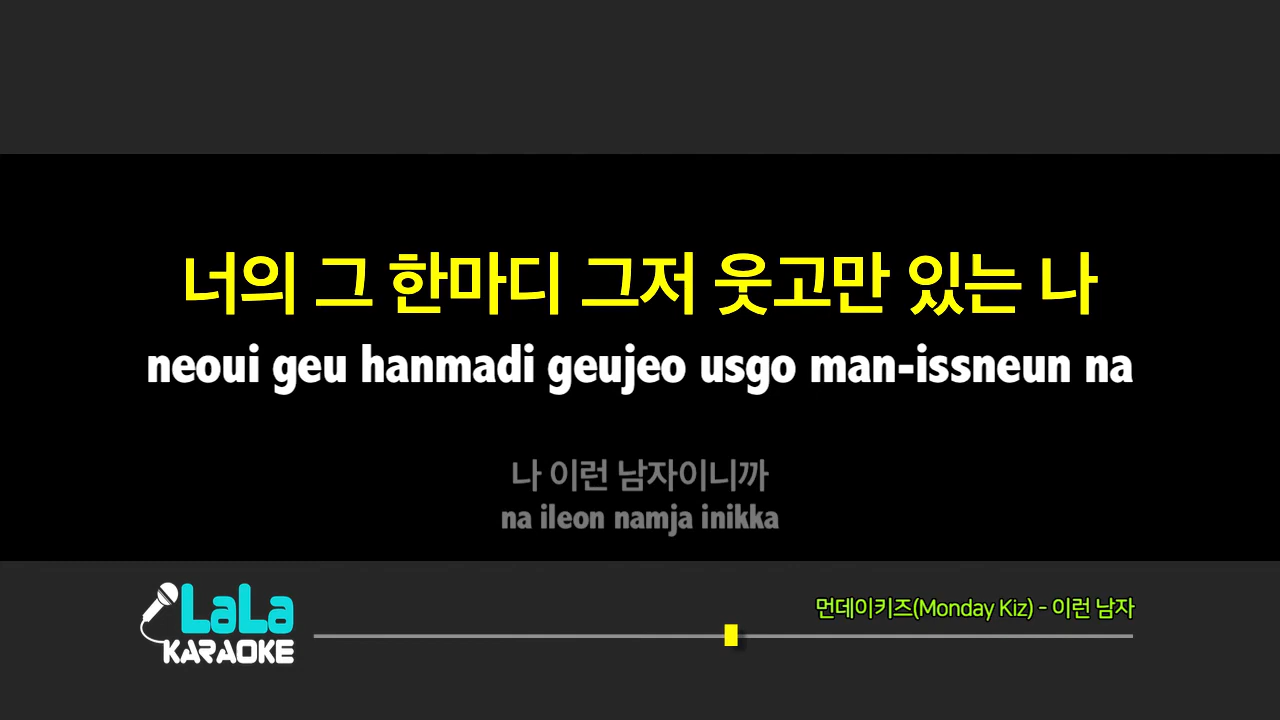 너의 그 한마디 그저 웃고만 있는 나
neoui geu hanmadi geujeo usgo man-issneun na
나 이런 남자이니까
na ileon namja inikka
LaLa
KARAOKE
먼데이키즈(Monday Kiz) - 이런 남자